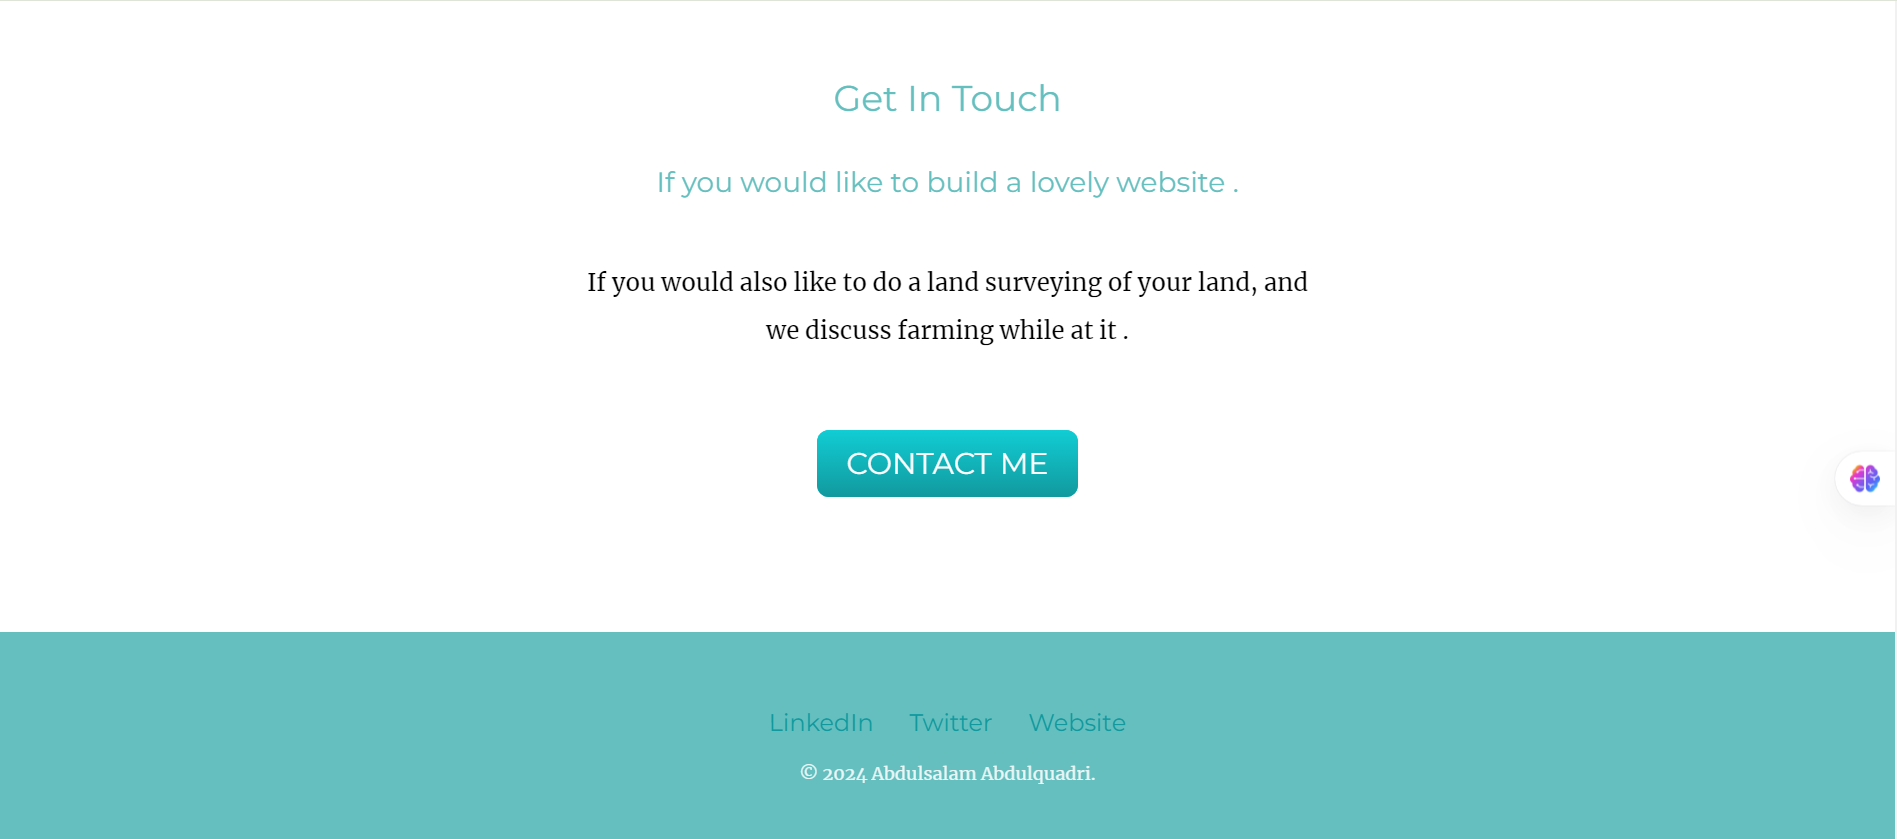 Get In Touch
If you would like to build a lovely website .
If you would also like to do a land surveying of your land, and
we discuss farming while at it .
CONTACT ME
LinkedIn Twitter Website
© 2024 Abdulsalam Abdulquadri.